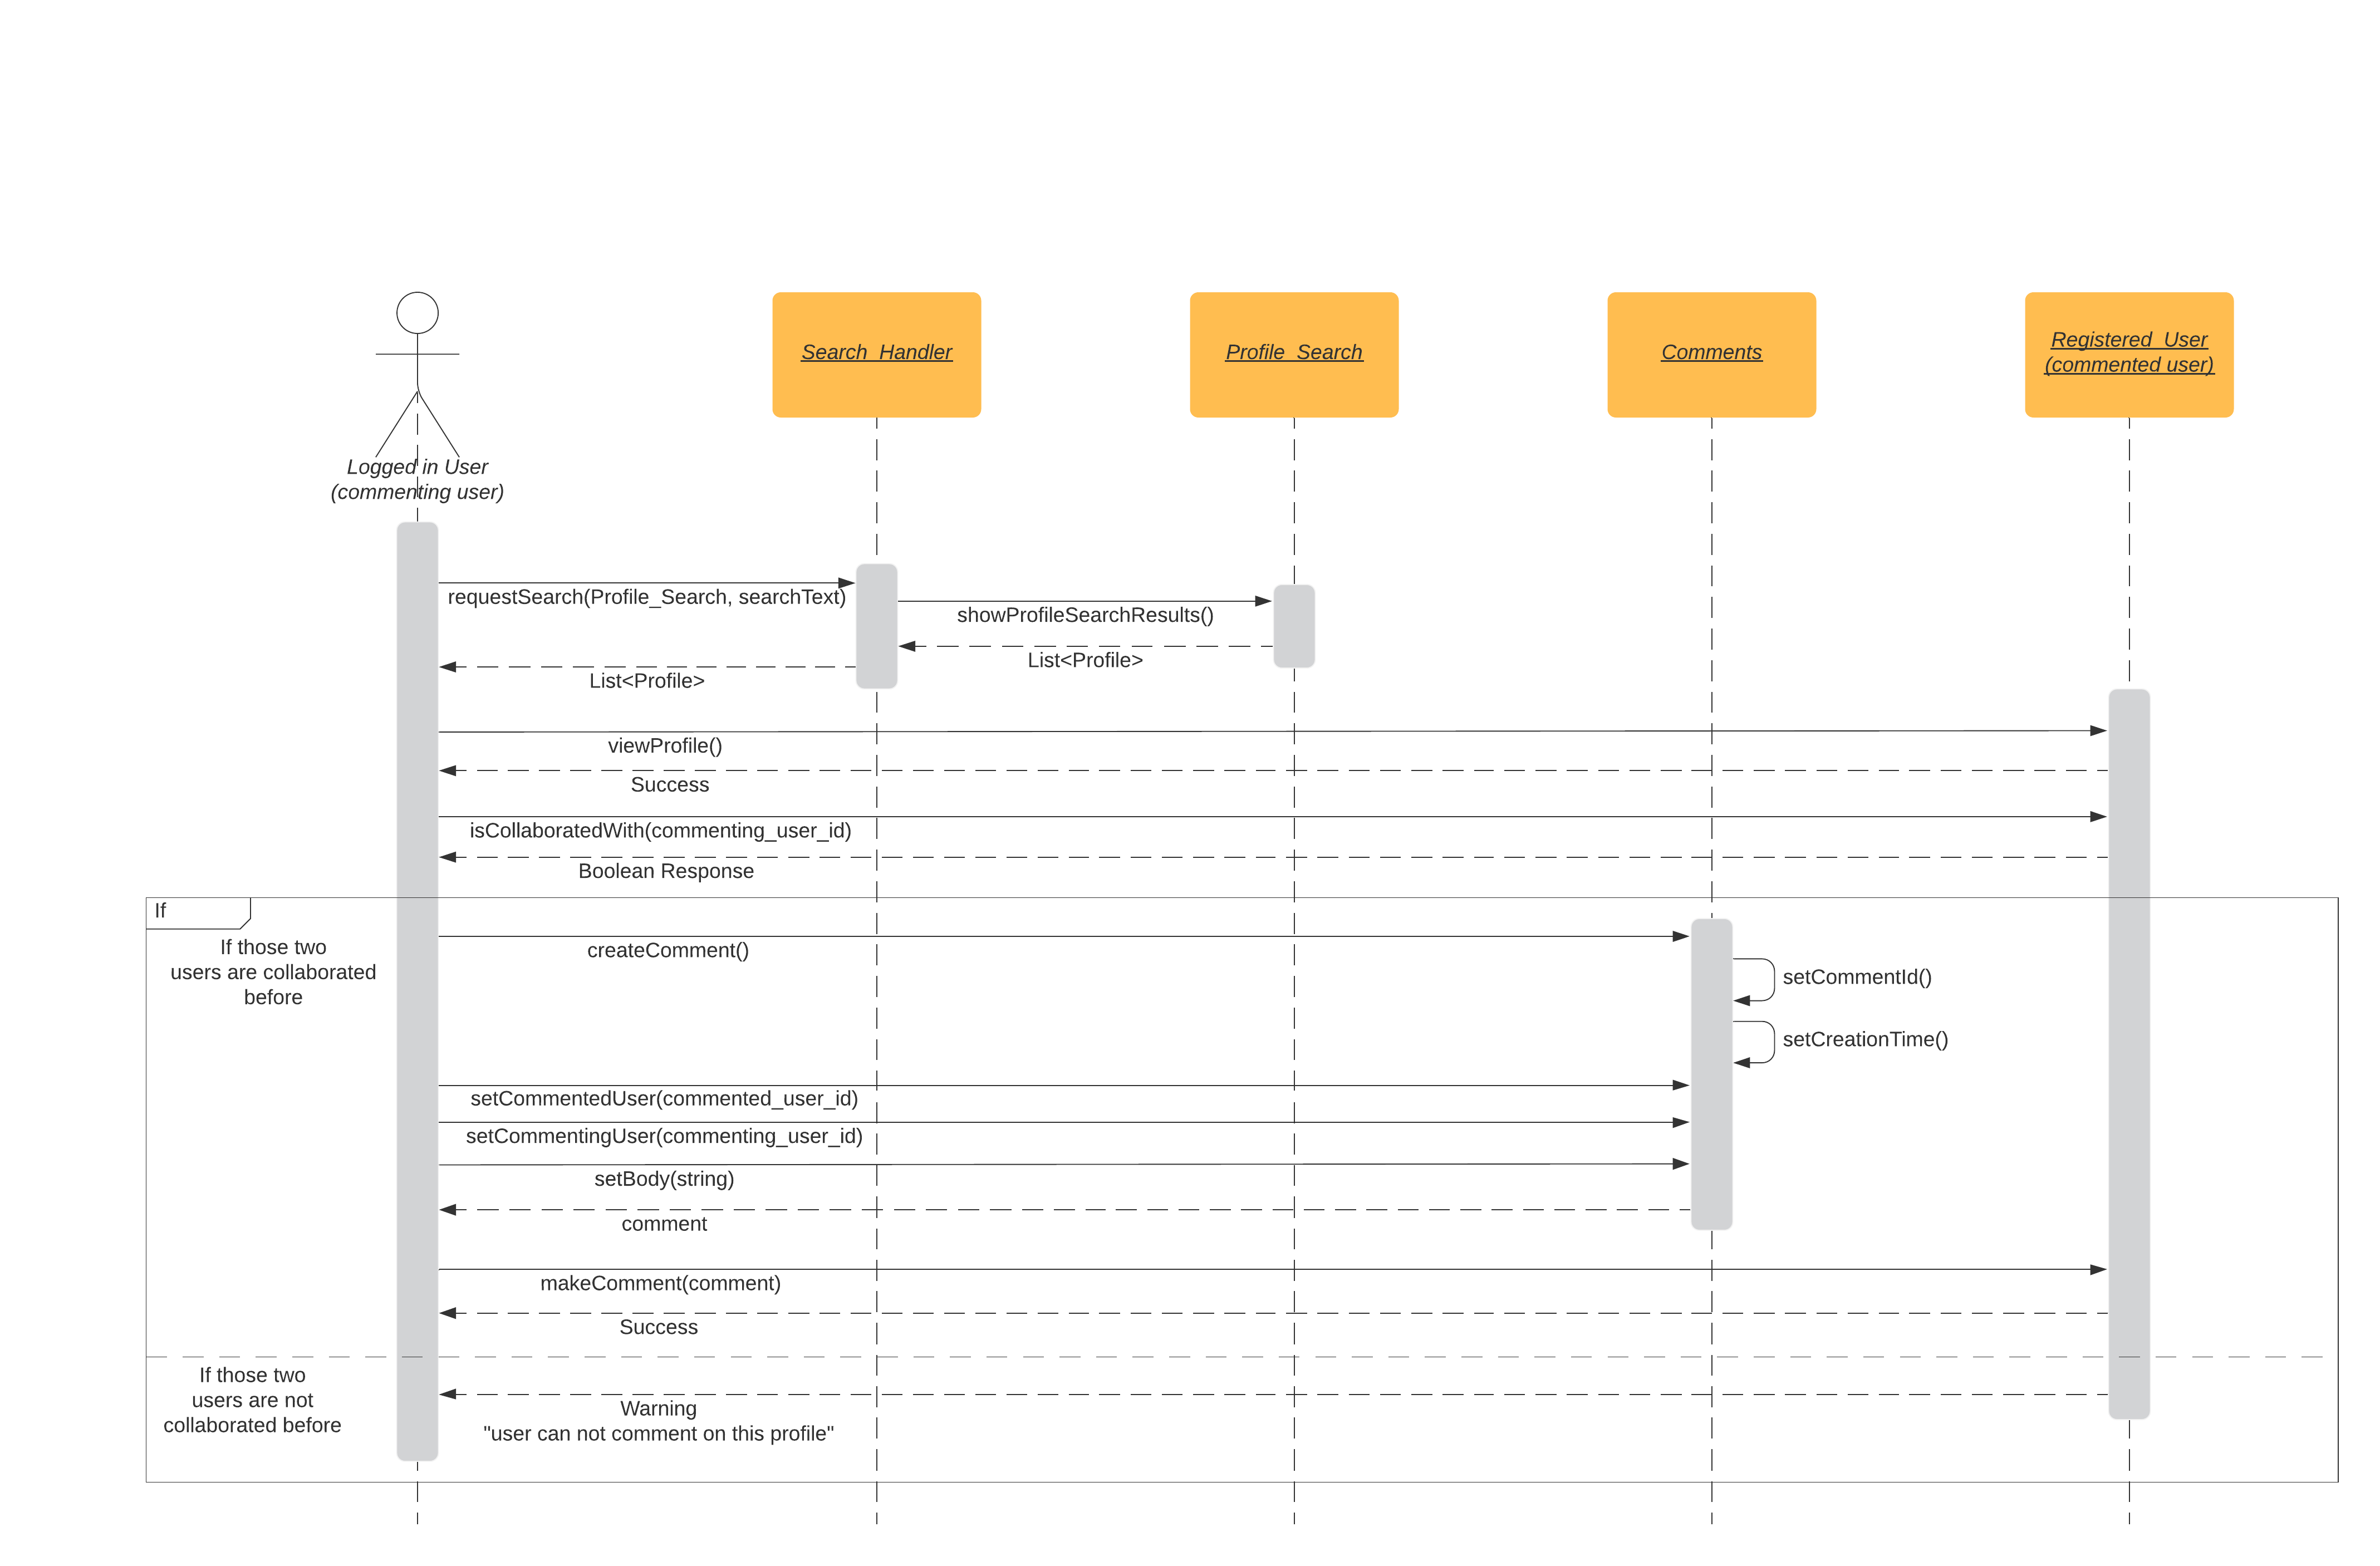 Search_Handler
Profile_Search
Comments
Registered_User
(commented user)
Logged in User
(commenting user)
requestSearch(Profile_Search, searchText)
showProfileSearchResults()
List<Profile>
List<Profile>
viewProfile()
Success
isCollaboratedWith(commenting_user_id)
Boolean Response
If
If those two
users are collaborated
before
createComment()
setCommentId()
setCreationTime()
setCommentedUser(commented_user_id)
setCommentingUser(commenting_user_id)
setBody(string)
comment
makeComment(comment)
Success
If those two
users are not
collaborated before
Warning
"user can not comment on this profile"